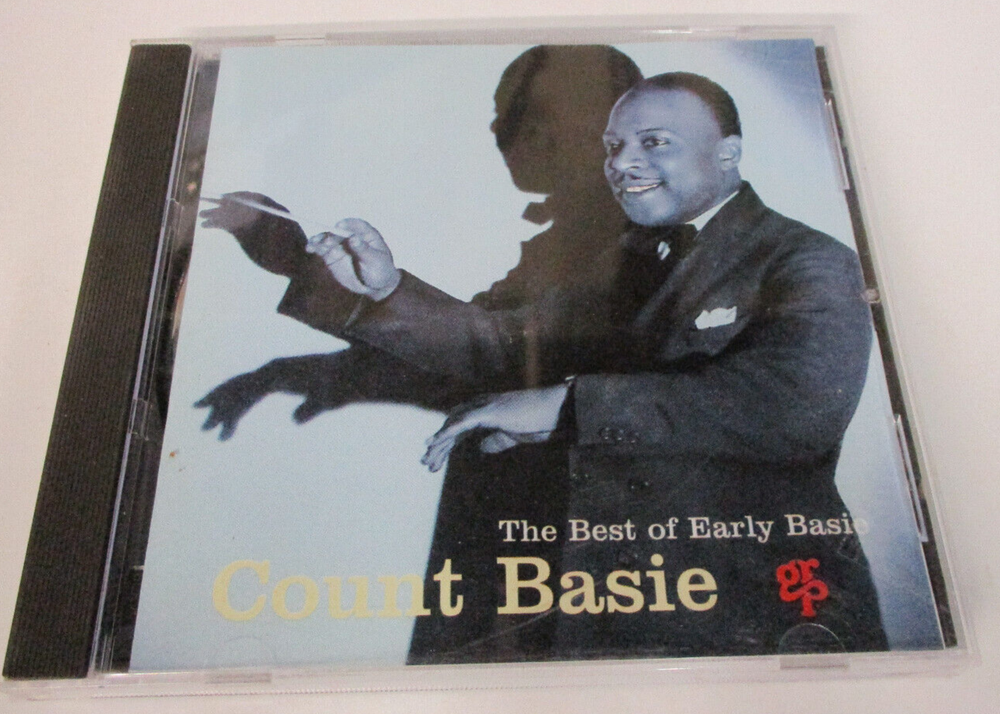 The Best of Early Basie
Count Basie
grp